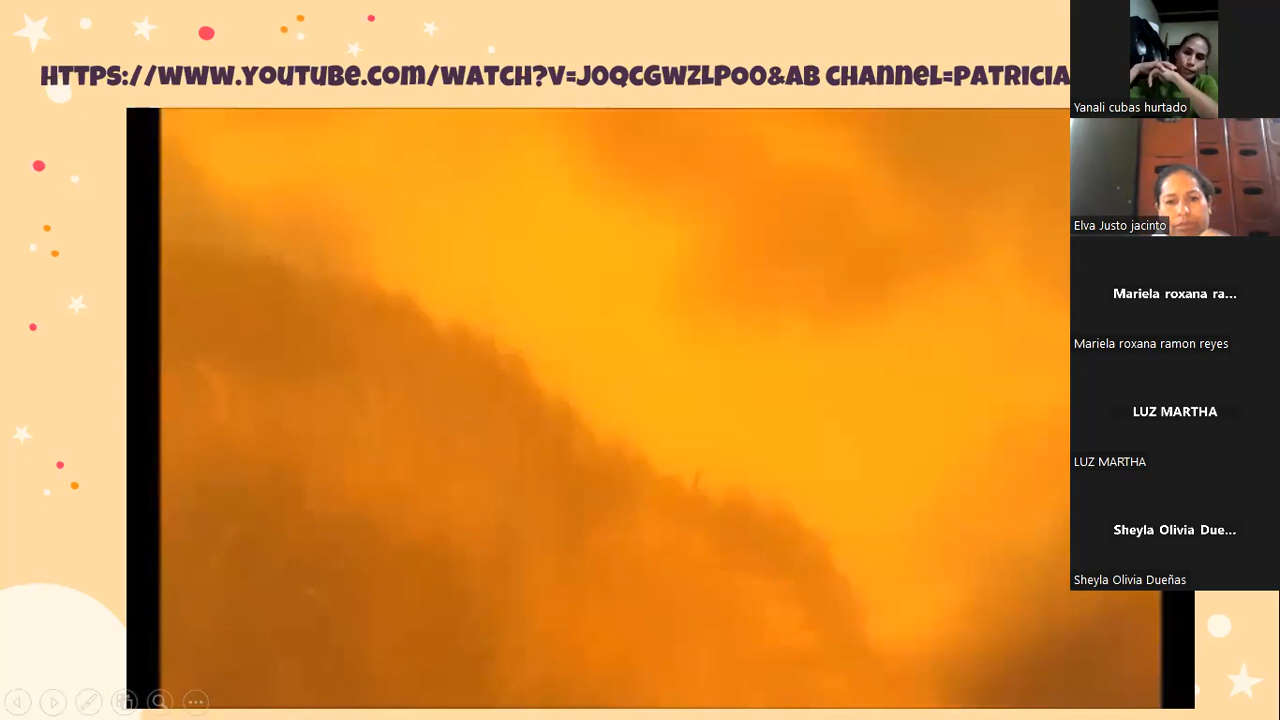 HTTPS://WWW.YOUTUBE.COM/WATCH?V=J0QCGWZLPO0&AB CHANNEL=PATRICIA
Yanali cubas hurtado
Elva Justo jacinto
Mariela roxana ra...
Mariela roxana ramon reyes
LUZ MARTHA
LUZ MARTHA
Sheyla Olivia Due...
Sheyla Olivia Dueñas